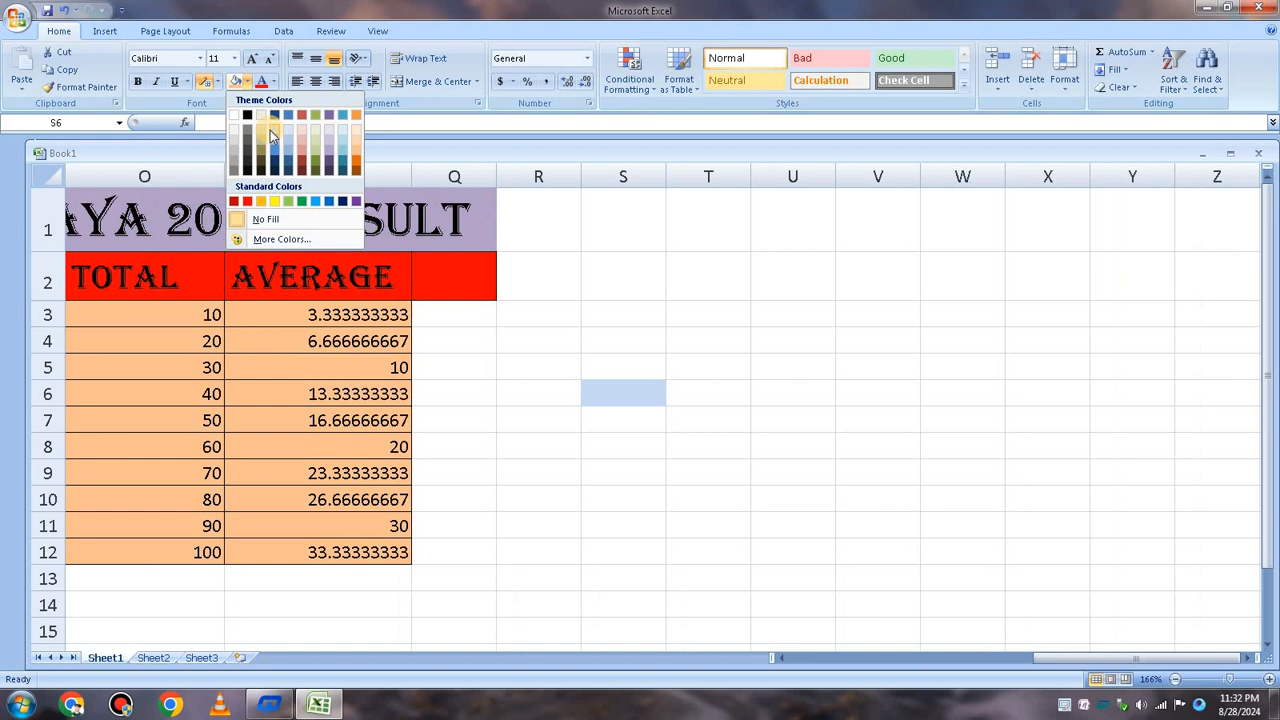 Microsoft Excel
Home Insert Page Layout Formulas Data Review View
Paste Cut Copy Format Painter Clipboard
Calibri 11 B I U Font
Wrap Text Merge & Center ignment
General $ % , Number
Conditional Formatting Format as Table
Normal Bad Good
Neutral Calculation Check Cell
Styles
Insert Delete Format Cells
AutoSum Fill Clear Sort & Filter Find & Select Editing
S6 fx
Theme Colors
Standard Colors
No Fill
More Colors...
Book1
O Q R S T U V W X Y Z
1 AYA 20 SULT
2 TOTAL AVERAGE
3 10 3.333333333
4 20 6.666666667
5 30 10
6 40 13.33333333
7 50 16.66666667
8 60 20
9 70 23.33333333
10 80 26.66666667
11 90 30
12 100 33.33333333
13
14
15
Sheet1 Sheet2 Sheet3
Ready 166%
11:32 PM
8/28/2024